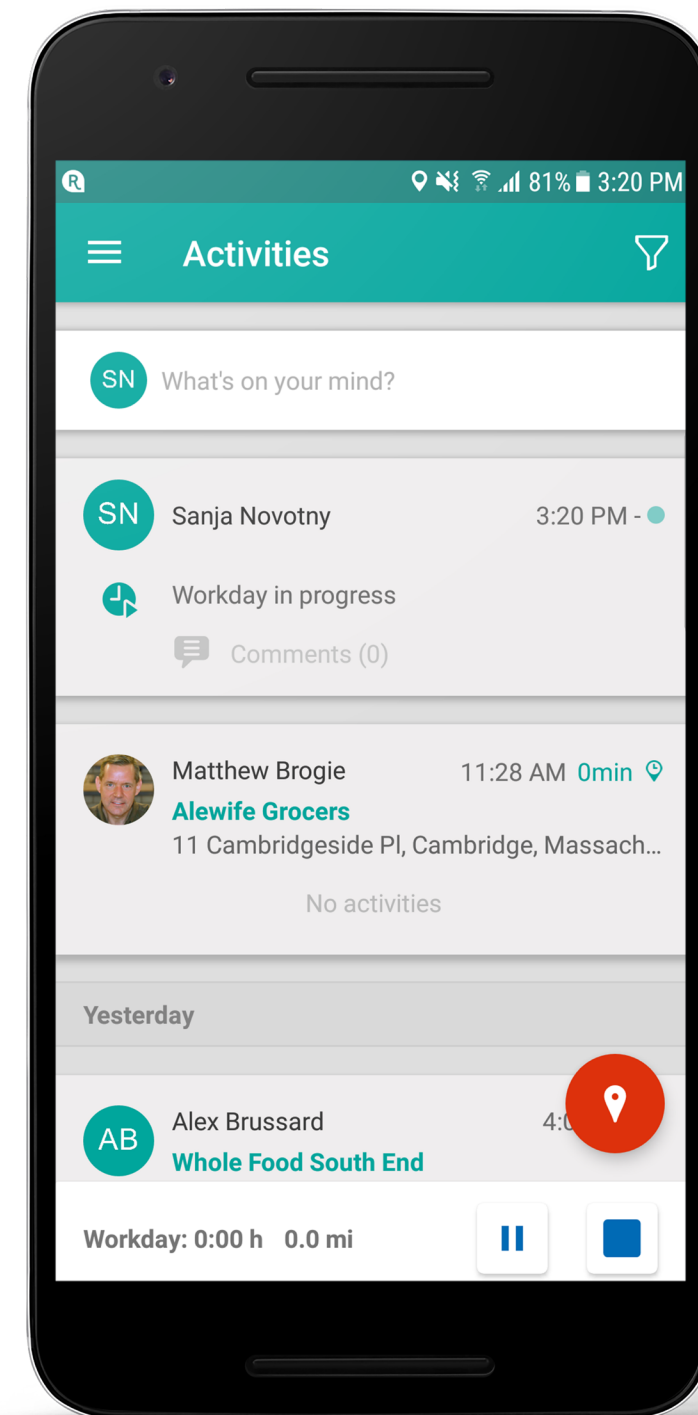 R 81% 3:20 PM
Activities
SN What's on your mind?
SN Sanja Novotny 3:20 PM -
Workday in progress
Comments (0)
Matthew Brogie 11:28 AM 0min
Alewife Grocers
11 Cambridgeside Pl, Cambridge, Massach...
No activities
Yesterday
AB Alex Brussard
Whole Food South End
Workday: 0:00 h 0.0 mi